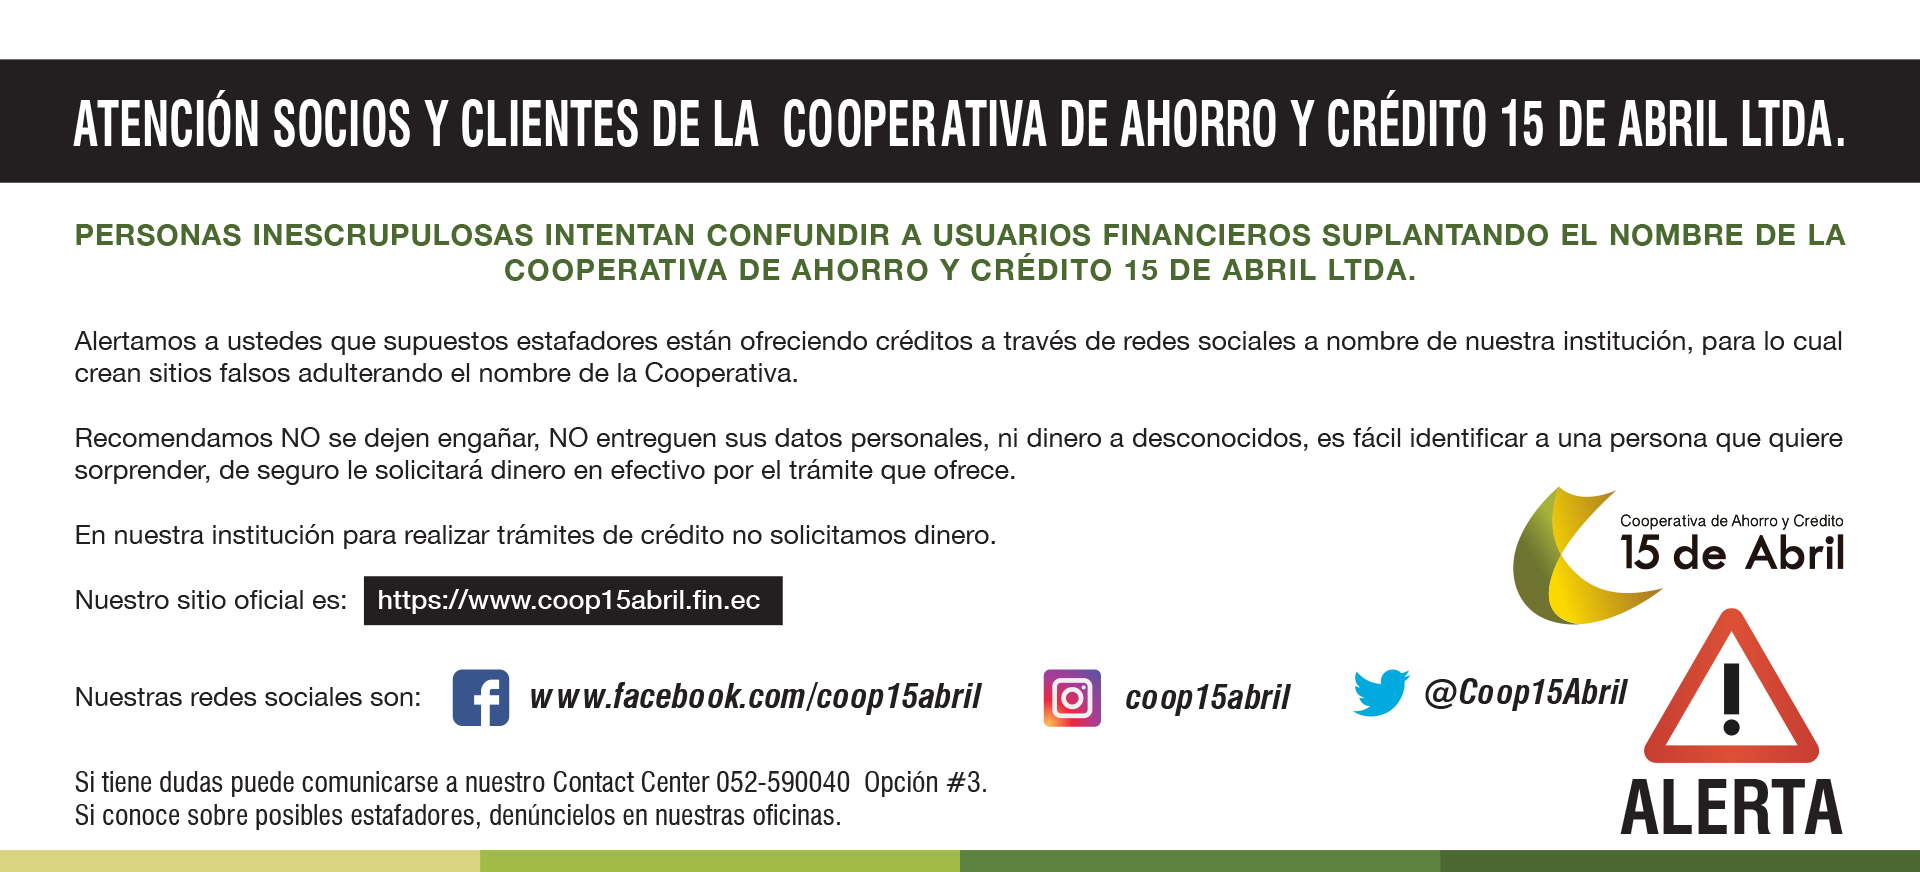 ATENCIÓN SOCIOS Y CLIENTES DE LA COOPERATIVA DE AHORRO Y CRÉDITO 15 DE ABRIL LTDA.
PERSONAS INESCRUPULOSAS INTENTAN CONFUNDIR A USUARIOS FINANCIEROS SUPLANTANDO EL NOMBRE DE LA
COOPERATIVA DE AHORRO Y CRÉDITO 15 DE ABRIL LTDA.
Alertamos a ustedes que supuestos estafadores están ofreciendo créditos a través de redes sociales a nombre de nuestra institución, para lo cual
crean sitios falsos adulterando el nombre de la Cooperativa.
Recomendamos NO se dejen engañar, NO entreguen sus datos personales, ni dinero a desconocidos, es fácil identificar a una persona que quiere
sorprender, de seguro le solicitará dinero en efectivo por el trámite que ofrece.
En nuestra institución para realizar trámites de crédito no solicitamos dinero.
Cooperativa de Ahorro y Credito
15 de Abril
Nuestro sitio oficial es: https://www.coop15abril.fin.ec
Nuestras redes sociales son: www.facebook.com/coop15abril coop15abril @Coop15Abril
Si tiene dudas puede comunicarse a nuestro Contact Center 052-590040 Opción #3.
Si conoce sobre posibles estafadores, denúncielos en nuestras oficinas.
!
ALERTA